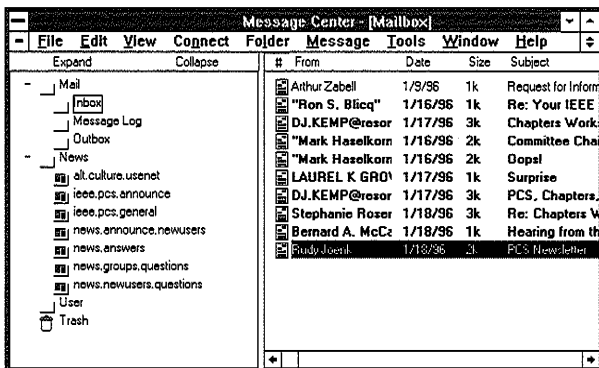 Message Center - [Mailbox]
File Edit View Connect Folder Message Tools Window Help
Expand Collapse
Mail
Inbox
Message Log
Outbox
News
alt.culture.usenet
ieee.pcs.announce
ieee.pcs.general
news.announce.newusers
news.answers
news.groups.questions
news.newusers.questions
User
Trash
# From Date Size Subject
Arthur Zabell 1/9/96 1k Request for Inform
"Ron S. Blicq" 1/16/96 1k Re: Your IEEE
DJ.KEMP@resor 1/17/96 3k Chapters Work
"Mark Haselkorn 1/16/96 2k Committee Chai
"Mark Haselkorn 1/16/96 2k Oops!
LAUREL K GROV 1/17/96 1k Surprise
DJ.KEMP@resor 1/17/96 3k PCS, Chapters,
Stephanie Roser 1/18/96 3k Re: Chapters W
Bernard A. McCa 1/18/96 1k Hearing from th
Rudy Joenk 1/18/96 2k PCS Newsletter